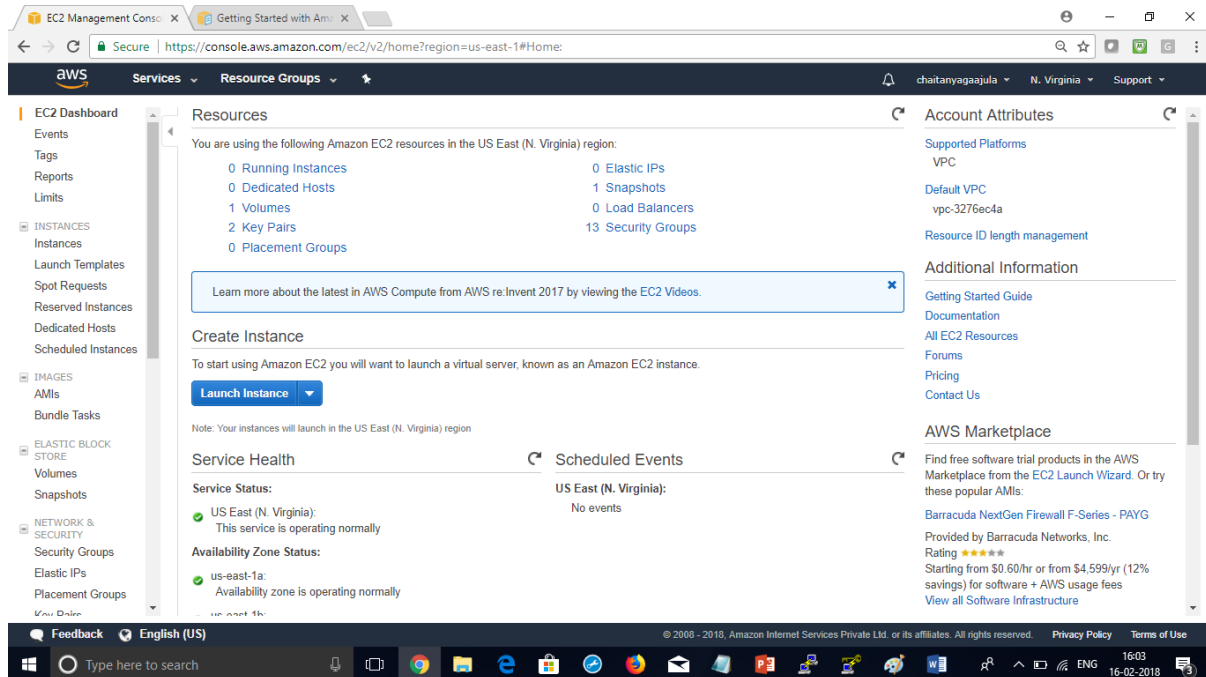 EC2 Management Conso
Getting Started with Ama
Secure | https://console.aws.amazon.com/ec2/v2/home?region=us-east-1#Home:
aws Services Resource Groups chaitanyagaajula N. Virginia Support
EC2 Dashboard
Events
Tags
Reports
Limits
INSTANCES
Instances
Launch Templates
Spot Requests
Reserved Instances
Dedicated Hosts
Scheduled Instances
IMAGES
AMIs
Bundle Tasks
ELASTIC BLOCK
STORE
Volumes
Snapshots
NETWORK &
SECURITY
Security Groups
Elastic IPs
Placement Groups
Key Pairs
Resources
You are using the following Amazon EC2 resources in the US East (N. Virginia) region:
0 Running Instances
0 Dedicated Hosts
1 Volumes
2 Key Pairs
0 Placement Groups
0 Elastic IPs
1 Snapshots
0 Load Balancers
13 Security Groups
Learn more about the latest in AWS Compute from AWS re:Invent 2017 by viewing the EC2 Videos.
Create Instance
To start using Amazon EC2 you will want to launch a virtual server, known as an Amazon EC2 instance.
Launch Instance
Note: Your instances will launch in the US East (N. Virginia) region
Service Health
Service Status:
US East (N. Virginia):
This service is operating normally
Availability Zone Status:
us-east-1a:
Availability zone is operating normally
us-east-1b:
Scheduled Events
US East (N. Virginia):
No events
Account Attributes
Supported Platforms
VPC
Default VPC
vpc-3276ec4a
Resource ID length management
Additional Information
Getting Started Guide
Documentation
All EC2 Resources
Forums
Pricing
Contact Us
AWS Marketplace
Find free software trial products in the AWS
Marketplace from the EC2 Launch Wizard. Or try
these popular AMIs:
Barracuda NextGen Firewall F-Series - PAYG
Provided by Barracuda Networks, Inc.
Rating
Starting from $0.60/hr or from $4,599/yr (12%
savings) for software + AWS usage fees
View all Software Infrastructure
Feedback English (US) © 2008 - 2018, Amazon Internet Services Private Ltd. or its affiliates. All rights reserved. Privacy Policy Terms of Use
Type here to search
ENG
16:03
16-02-2018
3